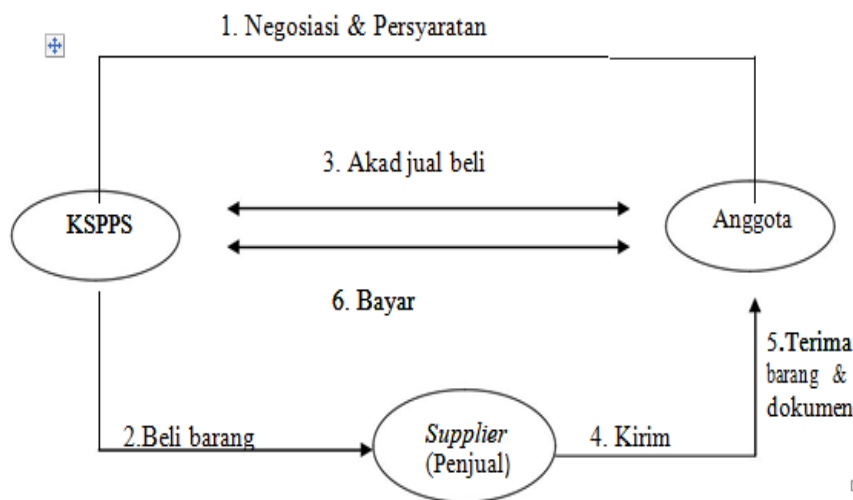 1. Negosiasi & Persyaratan
3. Akad jual beli
KSPPS
Anggota
6. Bayar
5.Terima
barang &
dokumen
2.Beli barang
Supplier
(Penjual)
4. Kirim